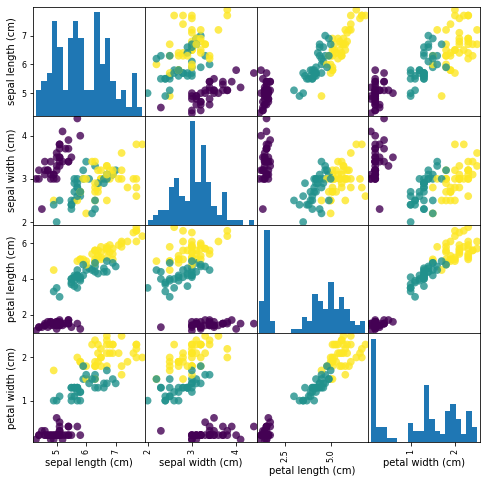 sepal length (cm)
7
6
5
sepal width (cm)
4
3
2
petal length (cm)
6
4
2
petal width (cm)
2
1
5
6
7
2
3
4
2.5
5.0
1
2
sepal length (cm)
sepal width (cm)
petal length (cm)
petal width (cm)